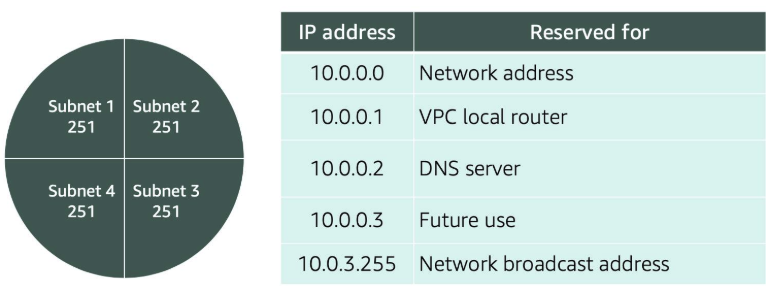 Subnet 1
251
Subnet 2
251
Subnet 4
251
Subnet 3
251
IP address Reserved for
10.0.0.0 Network address
10.0.0.1 VPC local router
10.0.0.2 DNS server
10.0.0.3 Future use
10.0.3.255 Network broadcast address